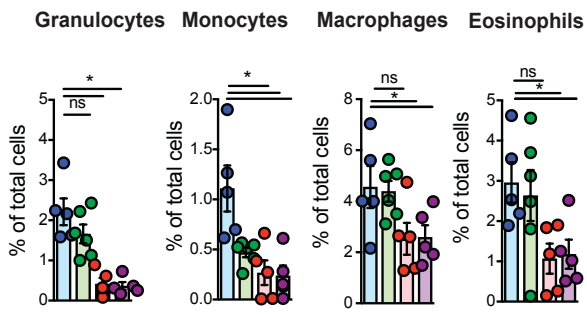 Granulocytes
*
ns
% of total cells
5
4
3
2
1
0
Monocytes
*
% of total cells
2.0
1.5
1.0
0.5
0.0
Macrophages
ns
*
% of total cells
8
6
4
2
0
Eosinophils
ns
*
% of total cells
5
4
3
2
1
0